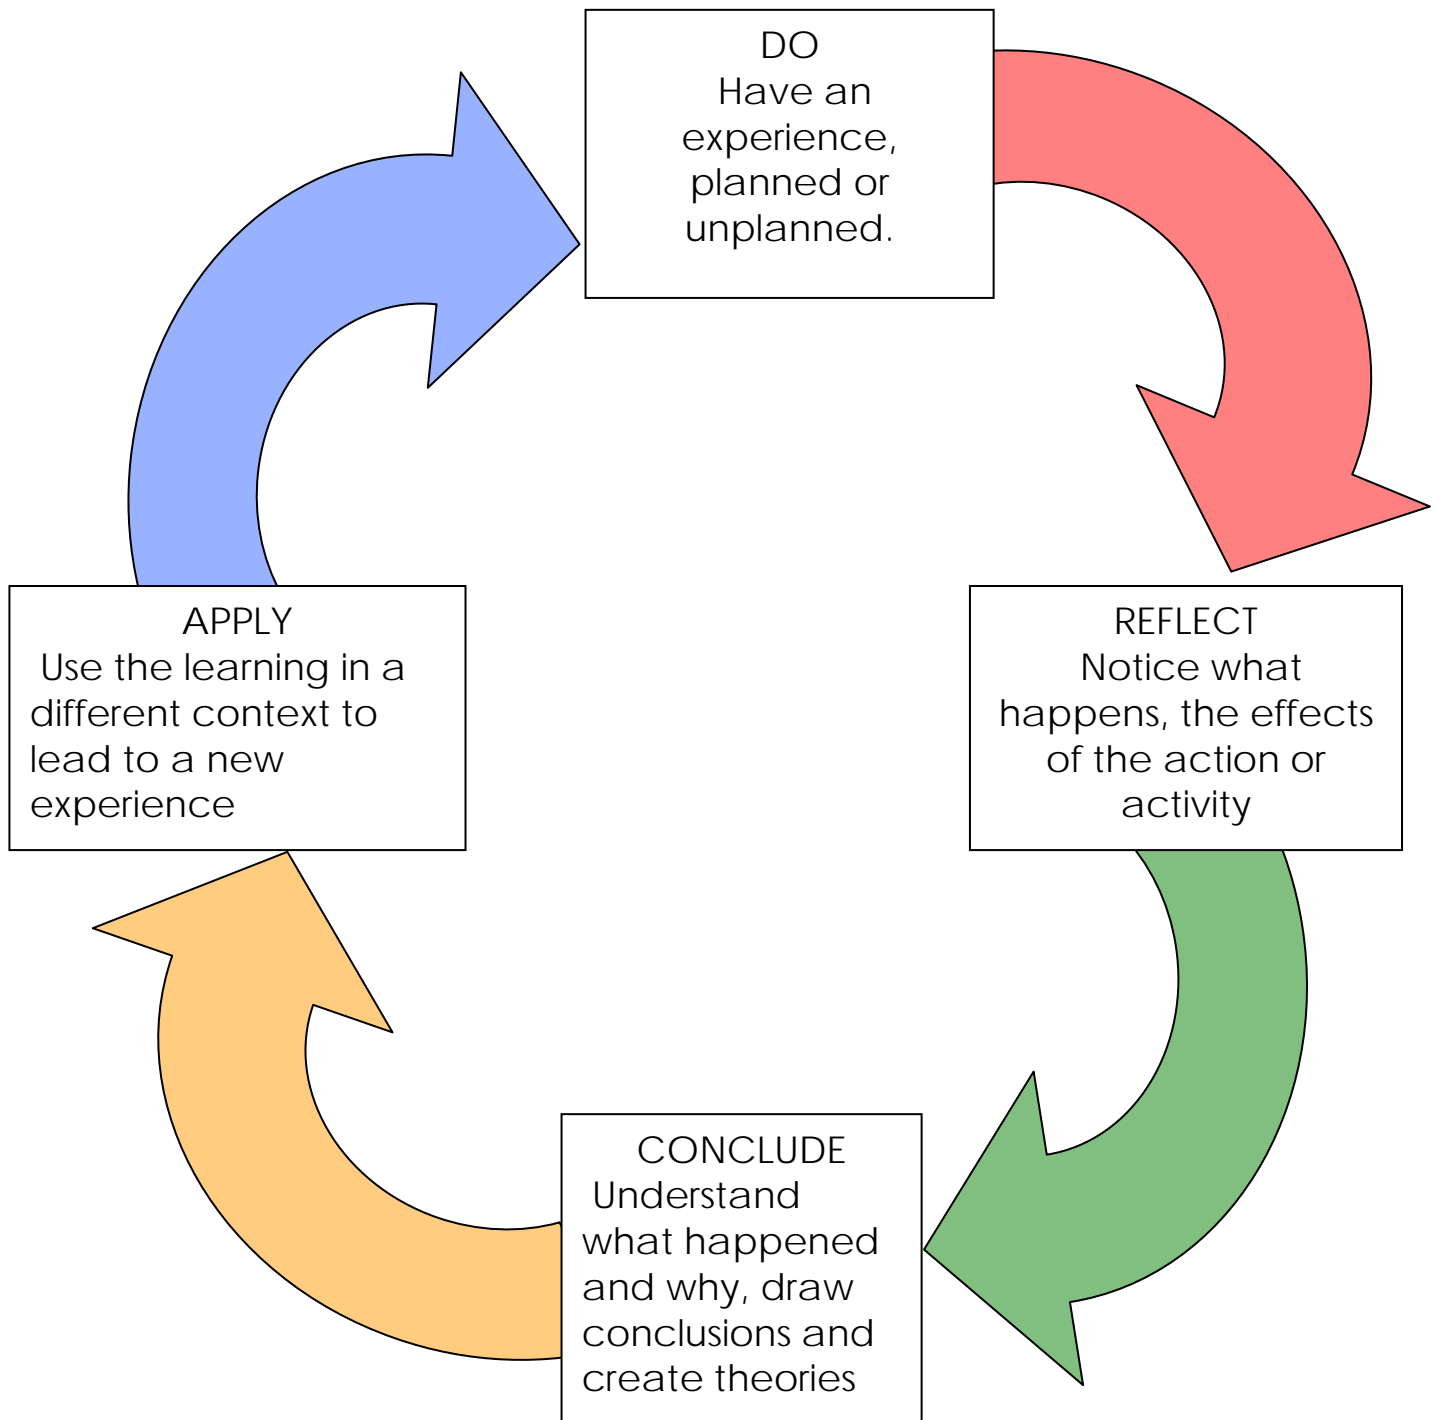 DO
Have an
experience,
planned or
unplanned.
REFLECT
Notice what
happens, the effects
of the action or
activity
CONCLUDE
Understand
what happened
and why, draw
conclusions and
create theories
APPLY
Use the learning in a
different context to
lead to a new
experience